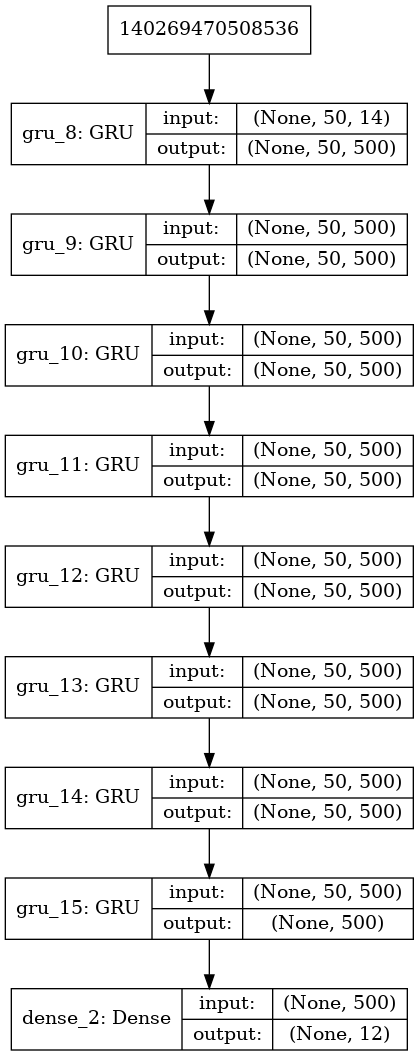 140269470508536
gru_8: GRU
input:
(None, 50, 14)
output:
(None, 50, 500)
gru_9: GRU
input:
(None, 50, 500)
output:
(None, 50, 500)
gru_10: GRU
input:
(None, 50, 500)
output:
(None, 50, 500)
gru_11: GRU
input:
(None, 50, 500)
output:
(None, 50, 500)
gru_12: GRU
input:
(None, 50, 500)
output:
(None, 50, 500)
gru_13: GRU
input:
(None, 50, 500)
output:
(None, 50, 500)
gru_14: GRU
input:
(None, 50, 500)
output:
(None, 50, 500)
gru_15: GRU
input:
(None, 50, 500)
output:
(None, 500)
dense_2: Dense
input:
(None, 500)
output:
(None, 12)